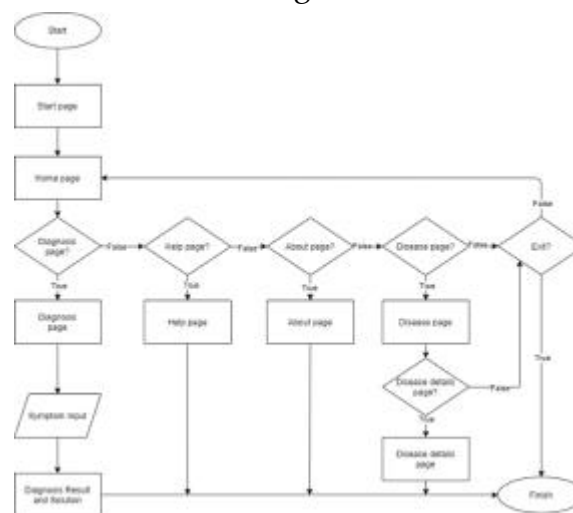 Start
Start page
Home page
False
Diagnosis
page?
False
Help page?
False
About page?
False
Disease page?
False
Exit?
True
True
True
True
Diagnosis
page
Help page
About page
Disease page
True
Disease details
page?
False
Symptom Input
True
Disease details
page
Diagnosis Result
and Solution
Finish